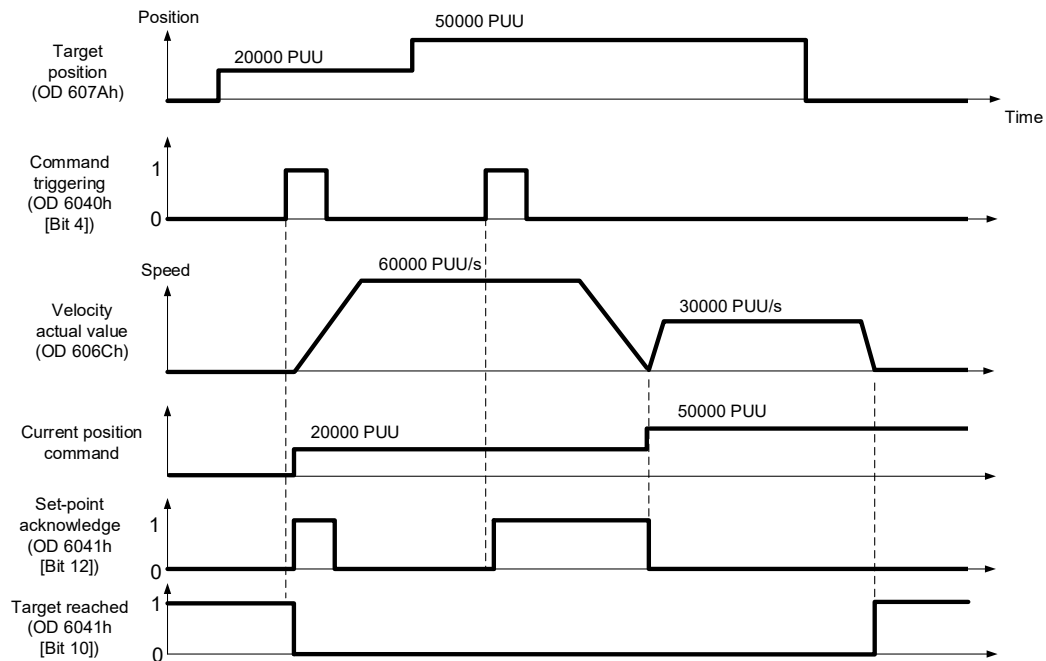 Position
50000 PUU
20000 PUU
Target
position
(OD 607Ah)
Time
Command
triggering
(OD 6040h
[Bit 4])
1
0
Speed
60000 PUU/s
30000 PUU/s
Velocity
actual value
(OD 606Ch)
50000 PUU
20000 PUU
Current position
command
Set-point
acknowledge
(OD 6041h
[Bit 12])
1
0
Target reached
(OD 6041h
[Bit 10])
1
0